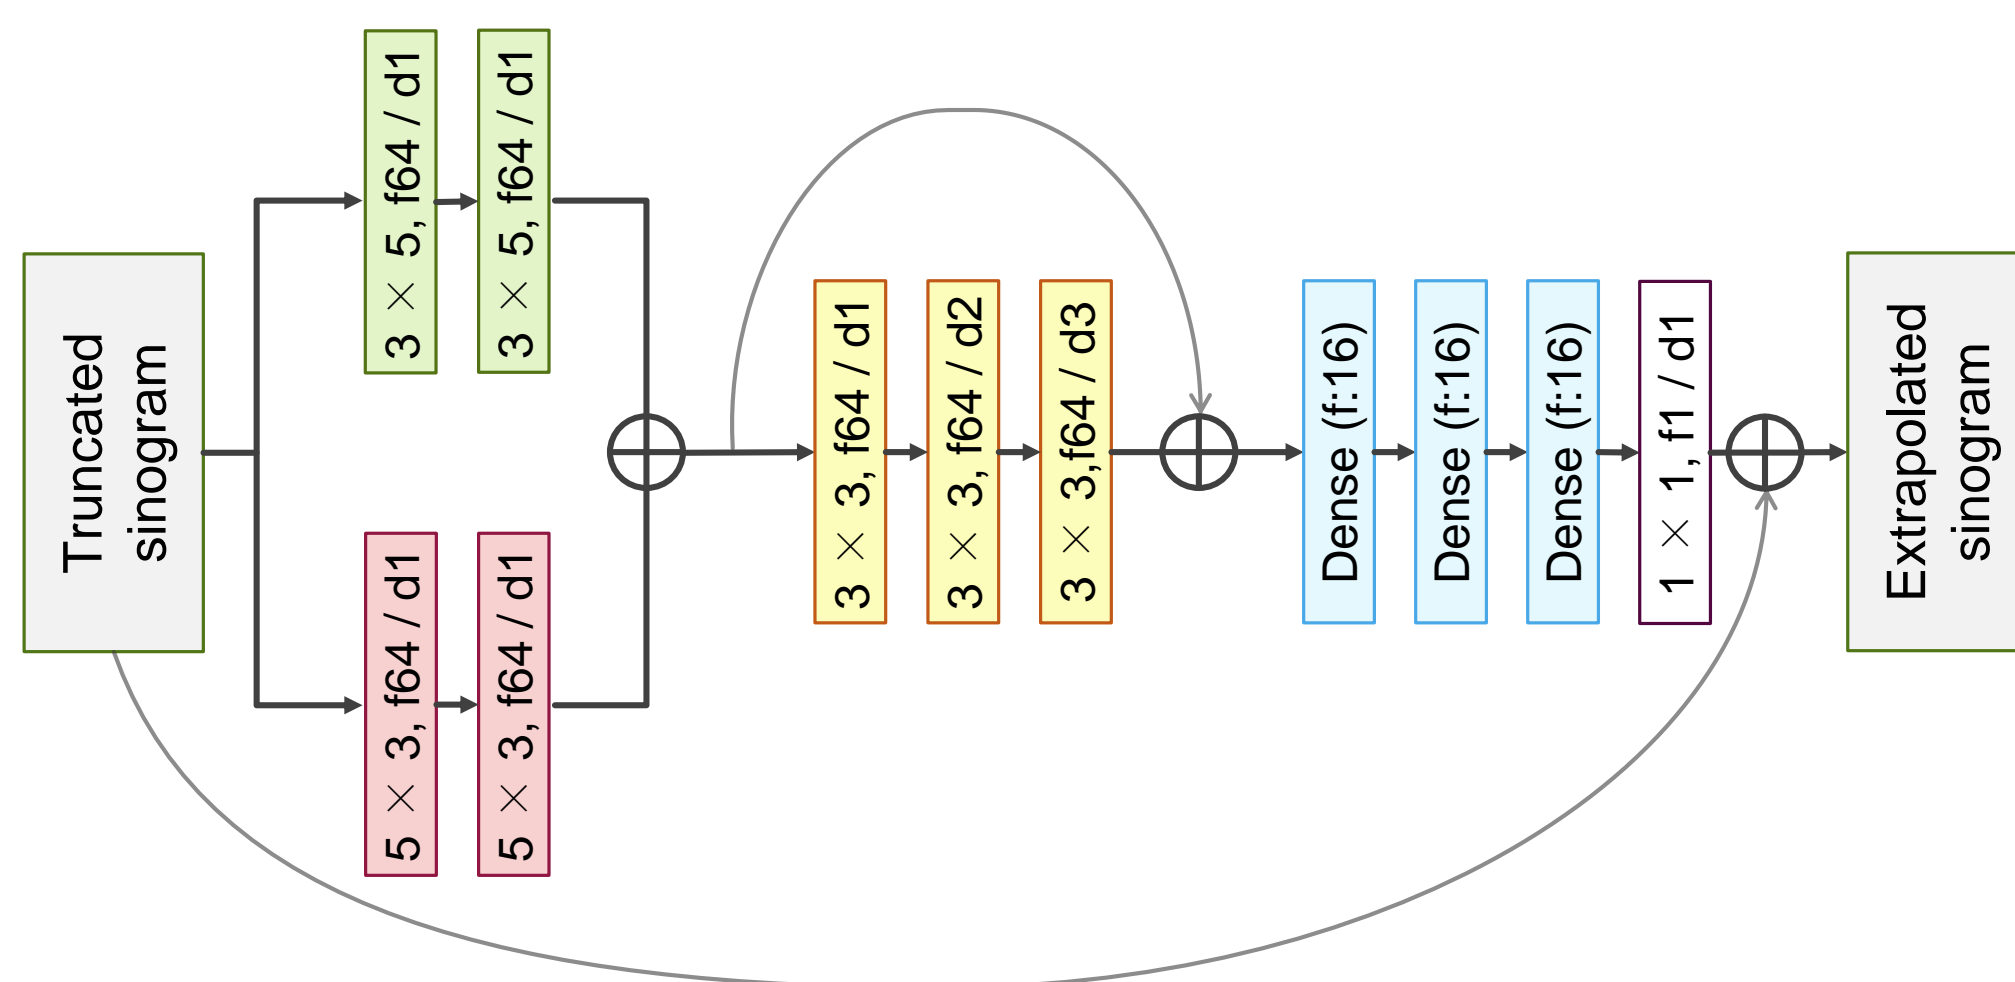 Truncated
sinogram
3 × 5, f64 / d1
3 × 5, f64 / d1
5 × 3, f64 / d1
5 × 3, f64 / d1
3 × 3, f64 / d1
3 × 3, f64 / d2
3 × 3,f64 / d3
Dense (f:16)
Dense (f:16)
Dense (f:16)
1 × 1, f1 / d1
Extrapolated
sinogram